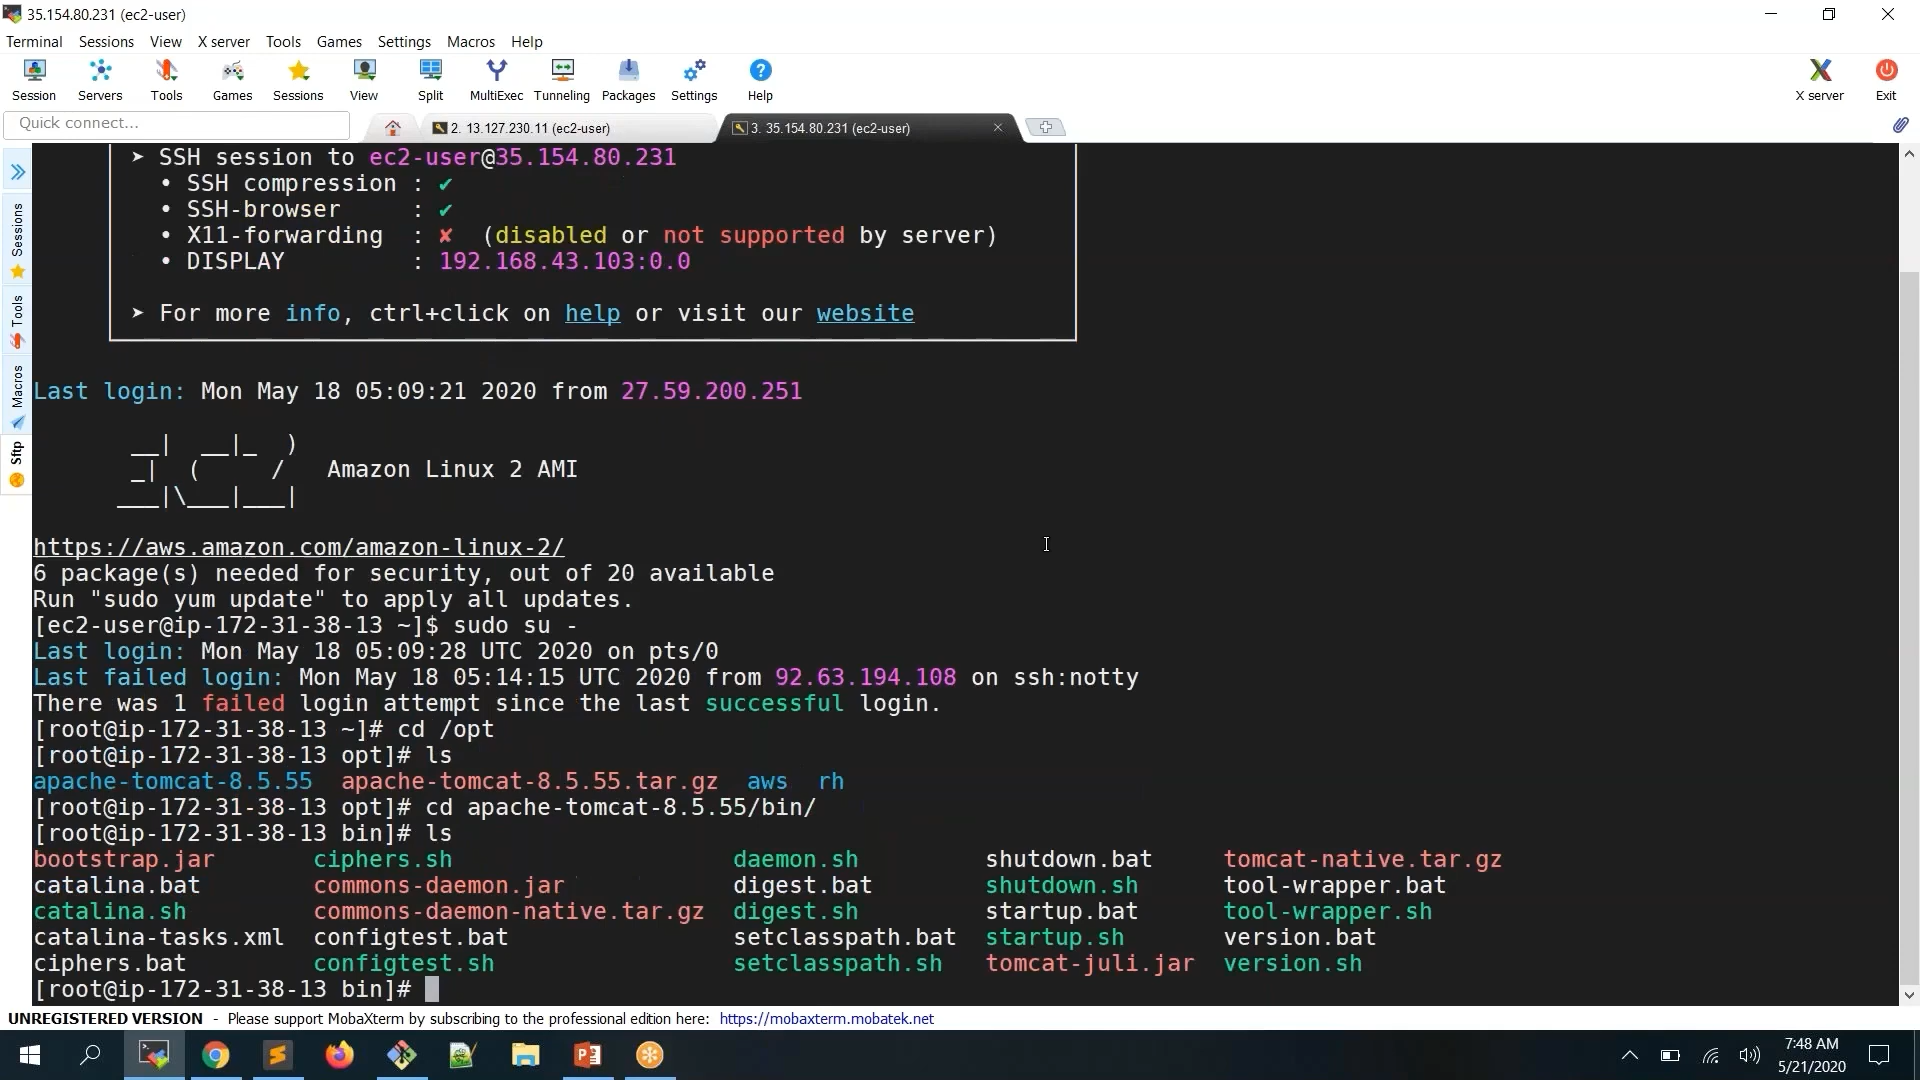 35.154.80.231 (ec2-user)
Terminal Sessions View X server Tools Games Settings Macros Help
Session Servers Tools Games Sessions View Split MultiExec Tunneling Packages Settings Help X server Exit
Quick connect... 2. 13.127.230.11 (ec2-user) 3. 35.154.80.231 (ec2-user)
Sessions
Tools
Macros
Sftp
➤ SSH session to ec2-user@35.154.80.231
• SSH compression : ✔
• SSH-browser : ✔
• X11-forwarding : ✘ (disabled or not supported by server)
• DISPLAY : 192.168.43.103:0.0
➤ For more info, ctrl+click on help or visit our website
Last login: Mon May 18 05:09:21 2020 from 27.59.200.251
__| __|_ )
_| ( / Amazon Linux 2 AMI
___|\___|___|
https://aws.amazon.com/amazon-linux-2/
6 package(s) needed for security, out of 20 available
Run "sudo yum update" to apply all updates.
[ec2-user@ip-172-31-38-13 ~]$ sudo su -
Last login: Mon May 18 05:09:28 UTC 2020 on pts/0
Last failed login: Mon May 18 05:14:15 UTC 2020 from 92.63.194.108 on ssh:notty
There was 1 failed login attempt since the last successful login.
[root@ip-172-31-38-13 ~]# cd /opt
[root@ip-172-31-38-13 opt]# ls
apache-tomcat-8.5.55 apache-tomcat-8.5.55.tar.gz aws rh
[root@ip-172-31-38-13 opt]# cd apache-tomcat-8.5.55/bin/
[root@ip-172-31-38-13 bin]# ls
bootstrap.jar ciphers.sh daemon.sh shutdown.bat tomcat-native.tar.gz
catalina.bat commons-daemon.jar digest.bat shutdown.sh tool-wrapper.bat
catalina.sh commons-daemon-native.tar.gz digest.sh startup.bat tool-wrapper.sh
catalina-tasks.xml configtest.bat setclasspath.bat startup.sh version.bat
ciphers.bat configtest.sh setclasspath.sh tomcat-juli.jar version.sh
[root@ip-172-31-38-13 bin]#
UNREGISTERED VERSION - Please support MobaXterm by subscribing to the professional edition here: https://mobaxterm.mobatek.net
7:48 AM
5/21/2020